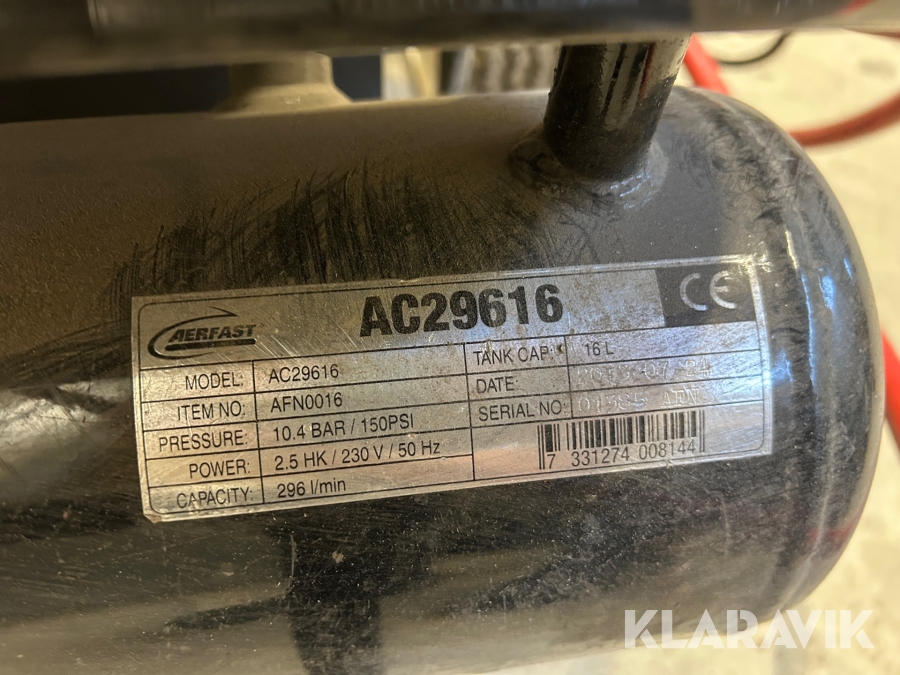 AERFAST
AC29616
CE
MODEL: AC29616
ITEM NO: AFN0016
PRESSURE: 10.4 BAR / 150PSI
POWER: 2.5 HK / 230 V / 50 Hz
CAPACITY: 296 l/min
TANK CAP: 16 L
DATE:
SERIAL NO: AFN
7 331274 008144
KLARAVIK